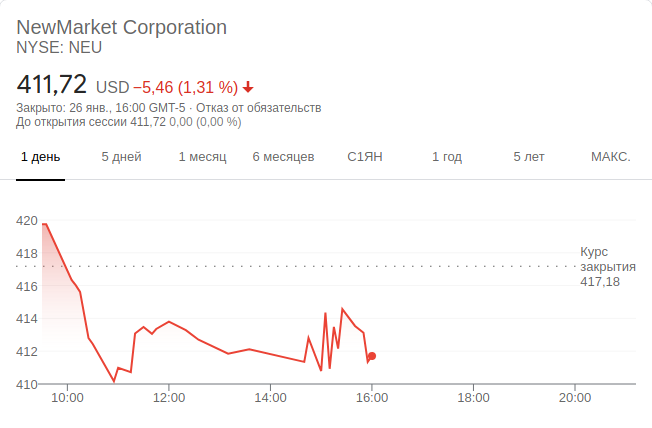 NewMarket Corporation
NYSE: NEU
411,72 USD −5,46 (1,31 %)
Закрыто: 26 янв., 16:00 GMT-5 · Отказ от обязательств
До открытия сессии 411,72 0,00 (0,00 %)
1 день 5 дней 1 месяц 6 месяцев С1ЯН 1 год 5 лет МАКС.
420
418
416
414
412
410
Курс
закрытия
417,18
10:00 12:00 14:00 16:00 18:00 20:00